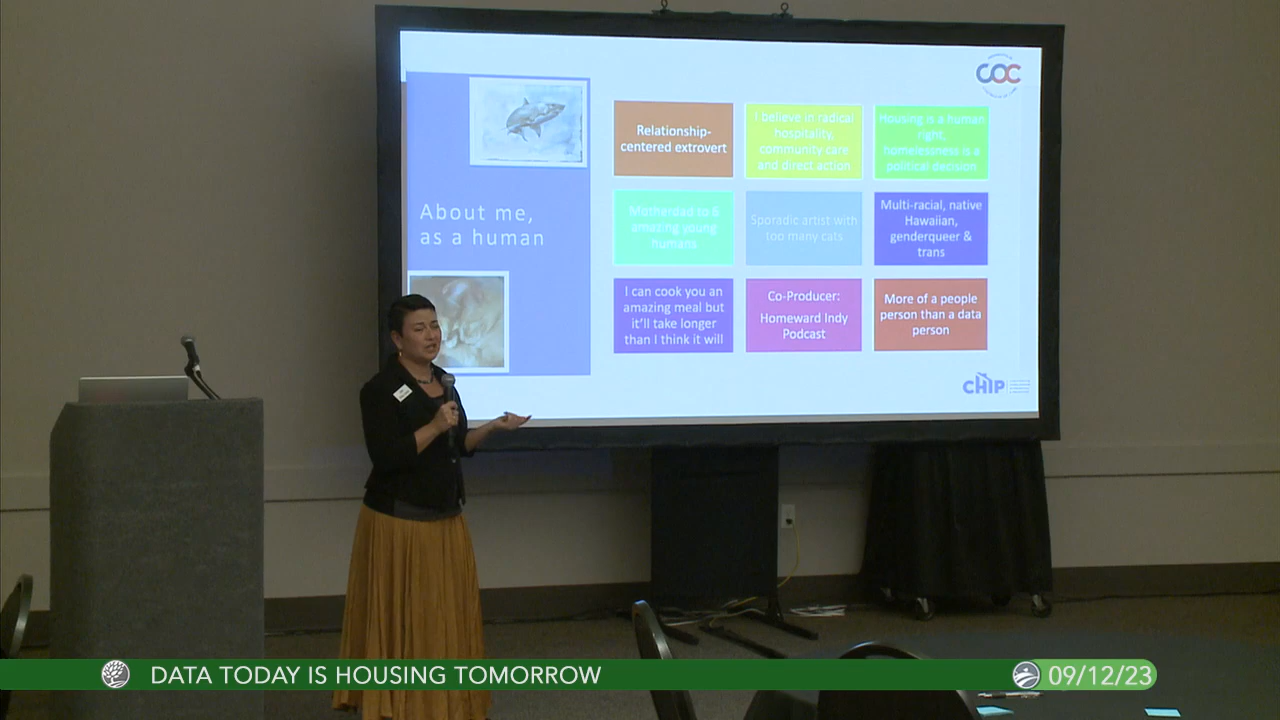 COC
About me,
as a human
Relationship-
centered extrovert
I believe in radical
hospitality,
community care
and direct action
Housing is a human
right,
homelessness is a
political decision
Motherdad to 6
amazing young
humans
Sporadic artist with
too many cats
Multi-racial, native
Hawaiian,
genderqueer &
trans
I can cook you an
amazing meal but
it'll take longer
than I think it will
Co-Producer:
Homeward Indy
Podcast
More of a people
person than a data
person
CHIP
DATA TODAY IS HOUSING TOMORROW
09/12/23